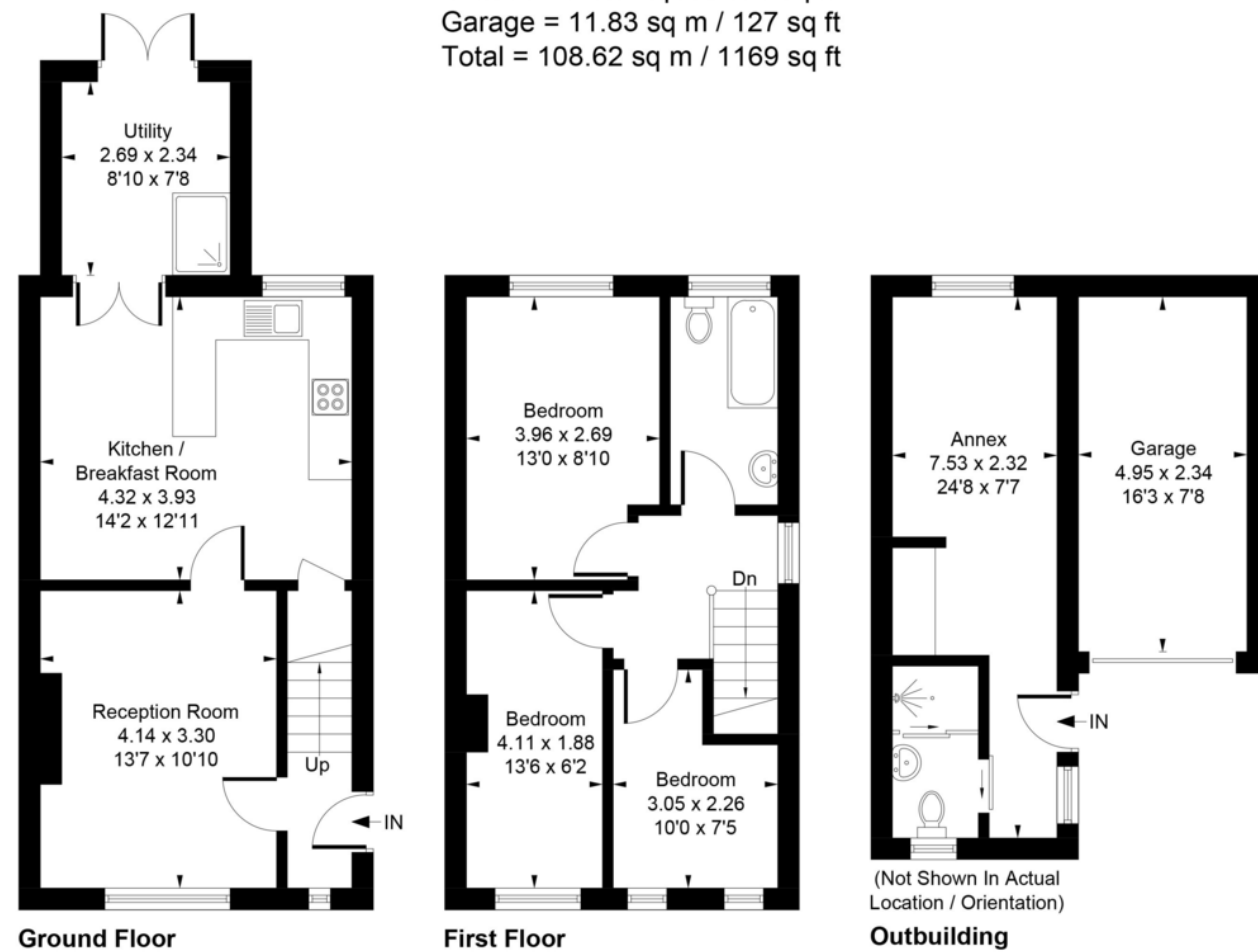 Garage = 11.83 sq m / 127 sq ft
Total = 108.62 sq m / 1169 sq ft
Utility
2.69 x 2.34
8'10 x 7'8
Kitchen /
Breakfast Room
4.32 x 3.93
14'2 x 12'11
Reception Room
4.14 x 3.30
13'7 x 10'10
Up
IN
Ground Floor
Bedroom
3.96 x 2.69
13'0 x 8'10
Dn
Bedroom
4.11 x 1.88
13'6 x 6'2
Bedroom
3.05 x 2.26
10'0 x 7'5
First Floor
Annex
7.53 x 2.32
24'8 x 7'7
Garage
4.95 x 2.34
16'3 x 7'8
IN
(Not Shown In Actual
Location / Orientation)
Outbuilding